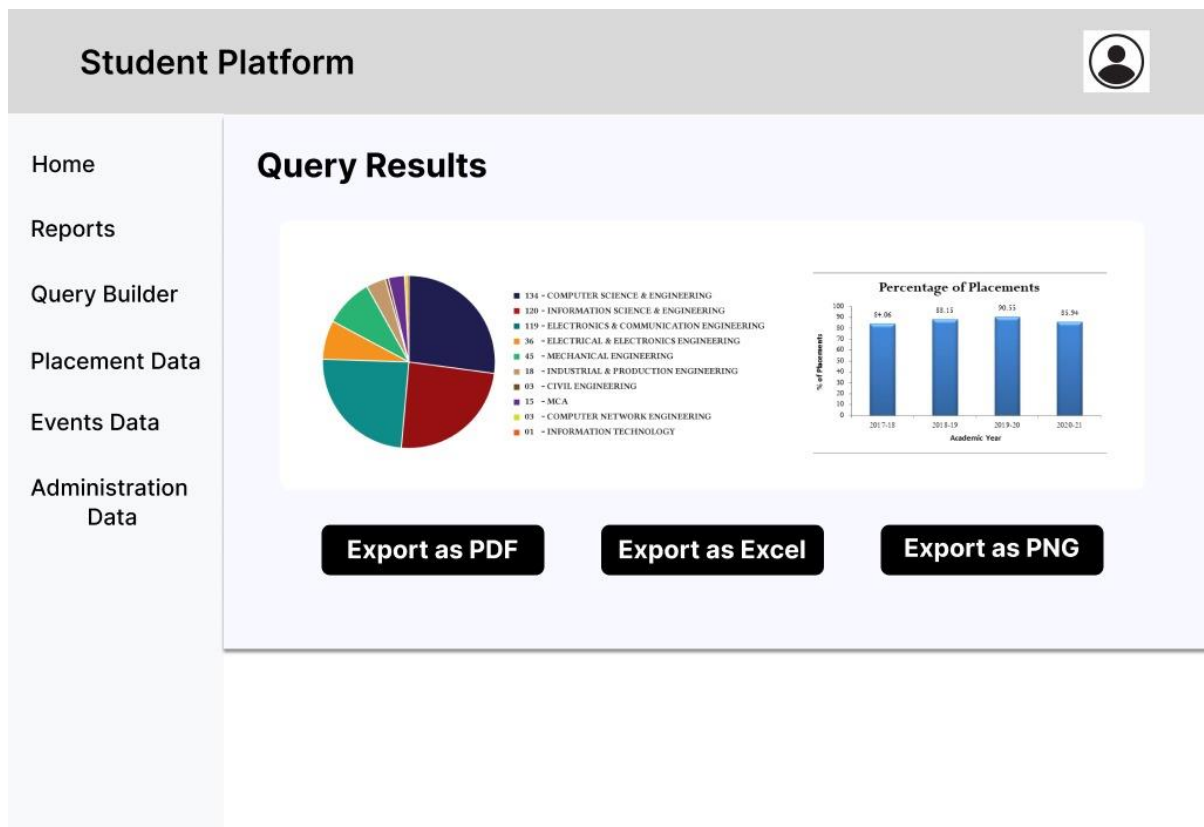 Student Platform
Home
Reports
Query Builder
Placement Data
Events Data
Administration
Data
Query Results
134 - COMPUTER SCIENCE & ENGINEERING
120 - INFORMATION SCIENCE & ENGINEERING
119 - ELECTRONICS & COMMUNICATION ENGINEERING
36 - ELECTRICAL & ELECTRONICS ENGINEERING
45 - MECHANICAL ENGINEERING
18 - INDUSTRIAL & PRODUCTION ENGINEERING
03 - CIVIL ENGINEERING
15 - MCA
03 - COMPUTER NETWORK ENGINEERING
01 - INFORMATION TECHNOLOGY
Percentage of Placements
% of Placements
100
90
80
70
60
50
40
30
20
10
0
84.06
88.15
90.55
85.94
2017-18
2018-19
2019-20
2020-21
Academic Year
Export as PDF
Export as Excel
Export as PNG